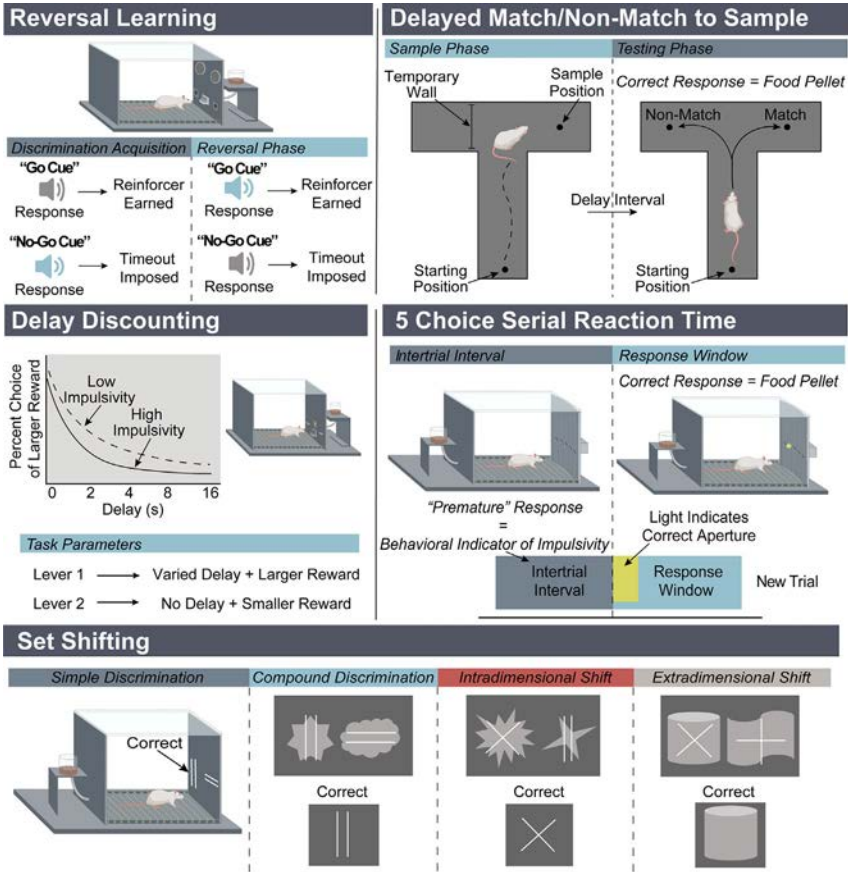 Reversal Learning
Discrimination Acquisition
Reversal Phase
“Go Cue”
Response
Reinforcer
Earned
“Go Cue”
Response
Reinforcer
Earned
“No-Go Cue”
Response
Timeout
Imposed
“No-Go Cue”
Response
Timeout
Imposed
Delayed Match/Non-Match to Sample
Sample Phase
Testing Phase
Temporary
Wall
Sample
Position
Correct Response = Food Pellet
Non-Match
Match
Delay Interval
Starting
Position
Starting
Position
Delay Discounting
Percent Choice
of Larger Reward
Low
Impulsivity
High
Impulsivity
0 2 4 8 16
Delay (s)
Task Parameters
Lever 1 Varied Delay + Larger Reward
Lever 2 No Delay + Smaller Reward
5 Choice Serial Reaction Time
Intertrial Interval
Response Window
Correct Response = Food Pellet
“Premature” Response
=
Behavioral Indicator of Impulsivity
Light Indicates
Correct Aperture
Intertrial
Interval
Response
Window
New Trial
Set Shifting
Simple Discrimination
Compound Discrimination
Intradimensional Shift
Extradimensional Shift
Correct
Correct
Correct
Correct